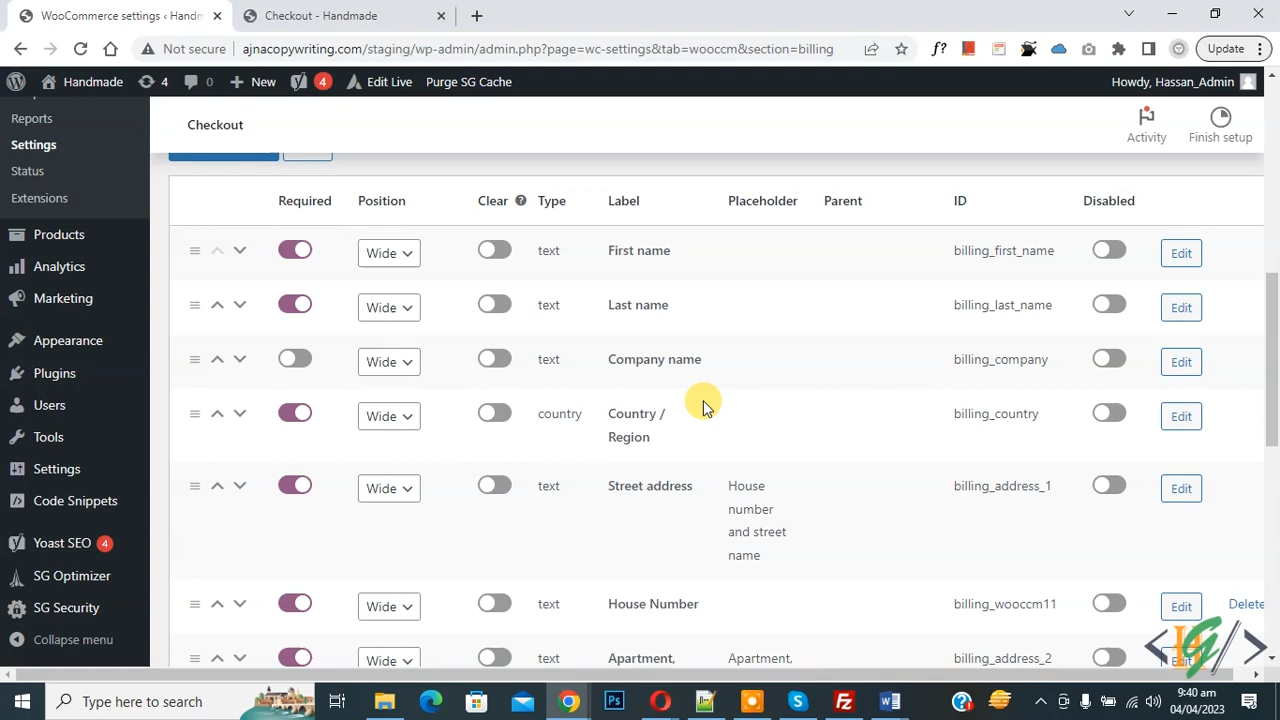 WooCommerce settings ‹ Handm
Checkout - Handmade
Not secure
ajnacopywriting.com/staging/wp-admin/admin.php?page=wc-settings&tab=wooccm&section=billing
f?
Update
Handmade
4
0
New
4
Edit Live
Purge SG Cache
Howdy, Hassan_Admin
Reports
Settings
Status
Extensions
Products
Analytics
Marketing
Appearance
Plugins
Users
Tools
Settings
Code Snippets
Yoast SEO 4
SG Optimizer
SG Security
Collapse menu
Checkout
Activity
Finish setup
Required Position Clear Type Label Placeholder Parent ID Disabled
Wide text First name billing_first_name Edit
Wide text Last name billing_last_name Edit
Wide text Company name billing_company Edit
Wide country Country / billing_country Edit
Region
Wide text Street address House billing_address_1 Edit
number
and street
name
Wide text House Number billing_wooccm11 Edit Delete
Wide text Apartment, Apartment, billing_address_2
Type here to search
Ps
9:40 am
04/04/2023